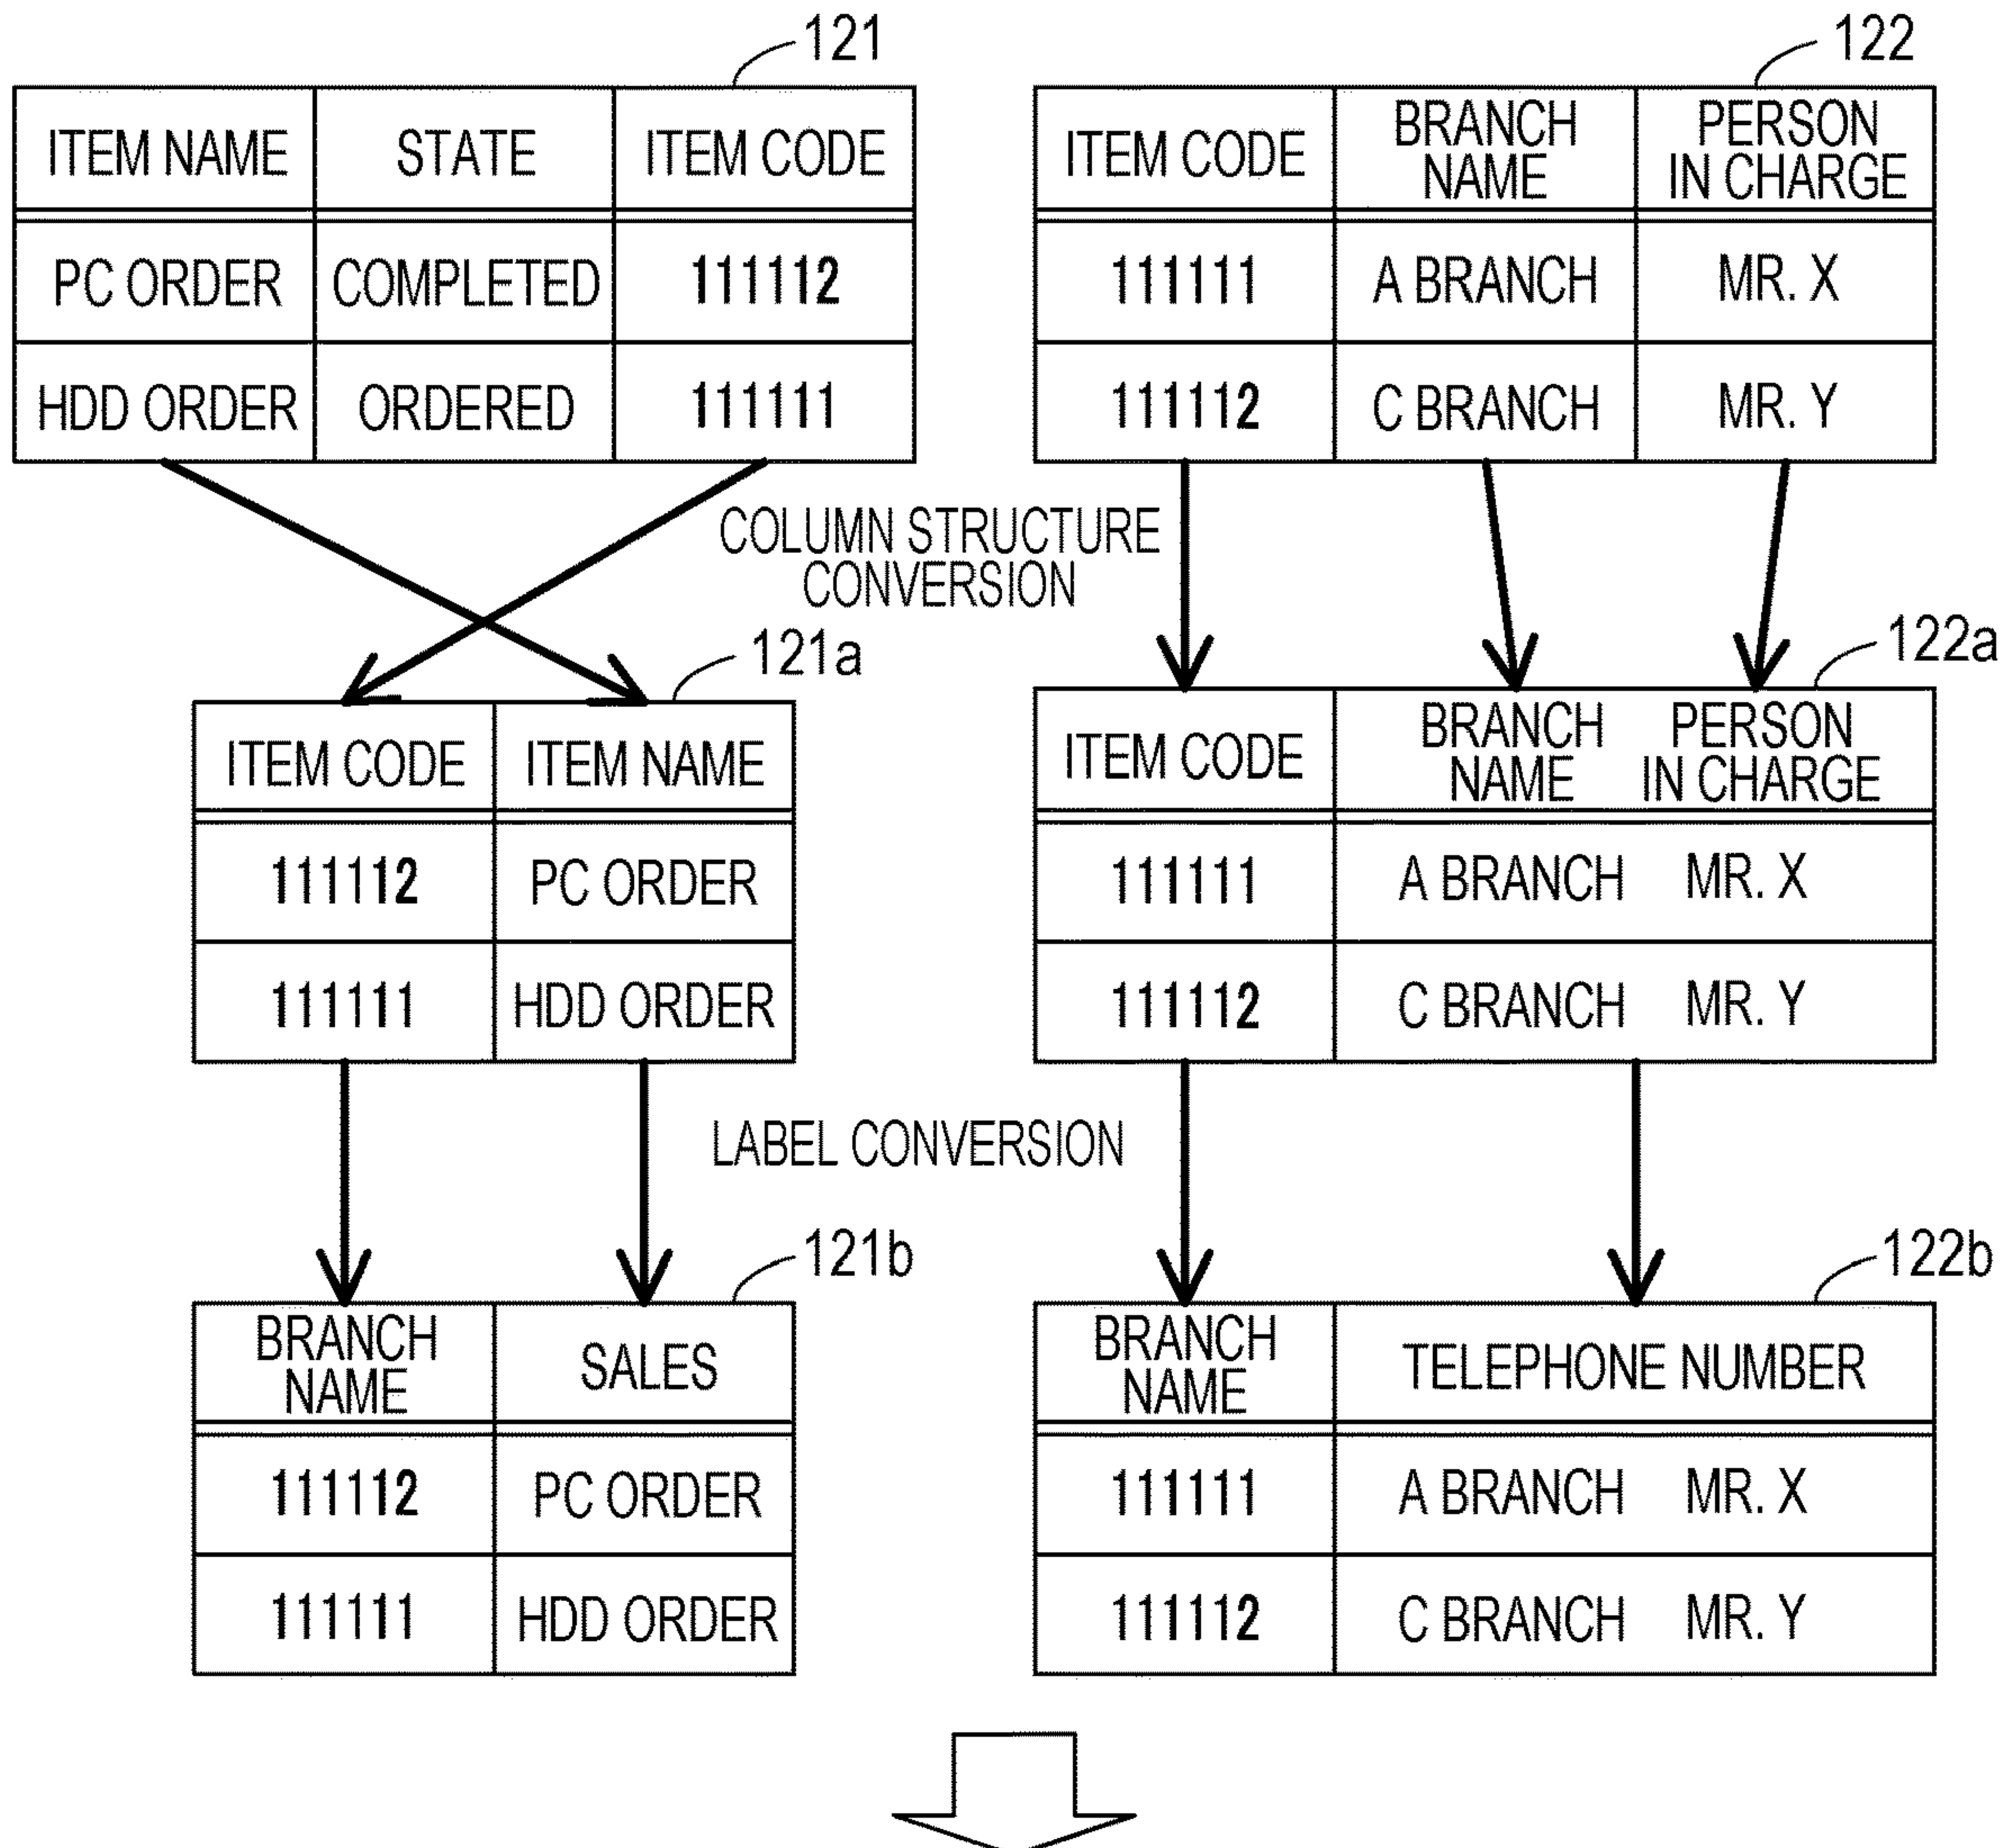 121
ITEM NAME STATE ITEM CODE
PC ORDER COMPLETED 111112
HDD ORDER ORDERED 111111
122
ITEM CODE BRANCH NAME PERSON IN CHARGE
111111 A BRANCH MR. X
111112 C BRANCH MR. Y
COLUMN STRUCTURE
CONVERSION
121a
ITEM CODE ITEM NAME
111112 PC ORDER
111111 HDD ORDER
122a
ITEM CODE BRANCH NAME PERSON IN CHARGE
111111 A BRANCH MR. X
111112 C BRANCH MR. Y
LABEL CONVERSION
121b
BRANCH NAME SALES
111112 PC ORDER
111111 HDD ORDER
122b
BRANCH NAME TELEPHONE NUMBER
111111 A BRANCH MR. X
111112 C BRANCH MR. Y